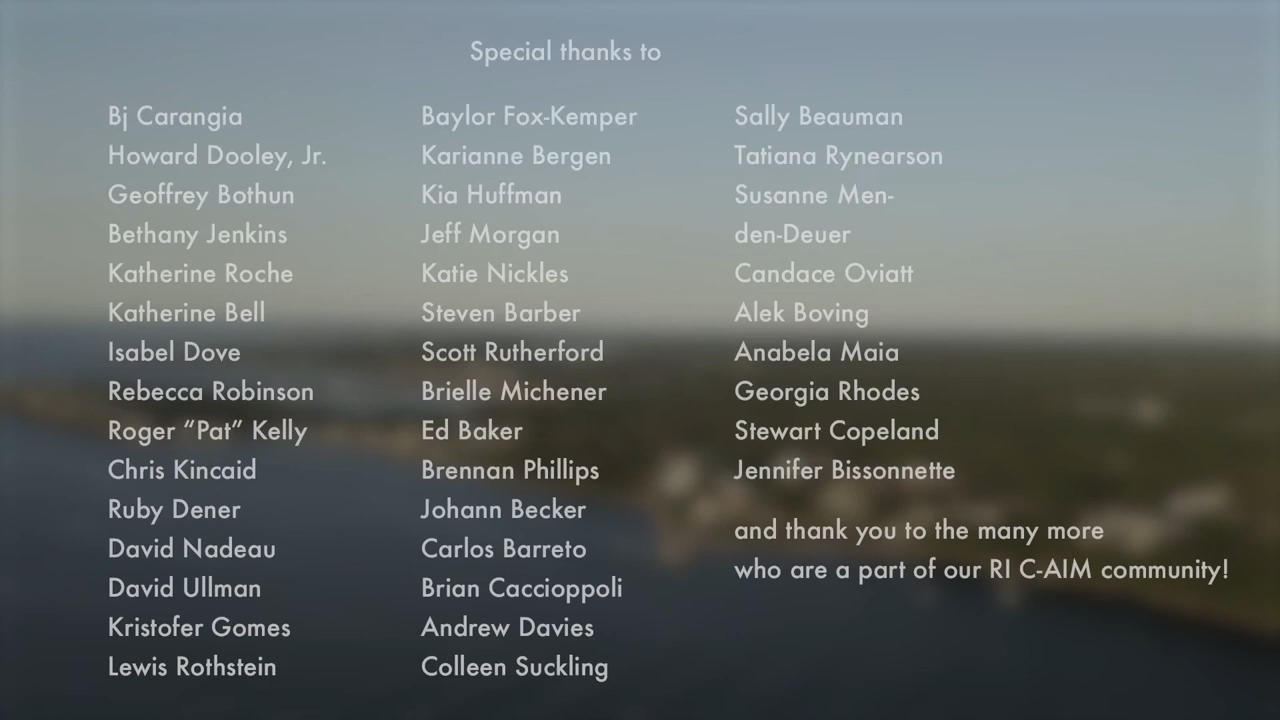 Special thanks to
Bj Carangia
Howard Dooley, Jr.
Geoffrey Bothun
Bethany Jenkins
Katherine Roche
Katherine Bell
Isabel Dove
Rebecca Robinson
Roger “Pat” Kelly
Chris Kincaid
Ruby Dener
David Nadeau
David Ullman
Kristofer Gomes
Lewis Rothstein
Baylor Fox-Kemper
Karianne Bergen
Kia Huffman
Jeff Morgan
Katie Nickles
Steven Barber
Scott Rutherford
Brielle Michener
Ed Baker
Brennan Phillips
Johann Becker
Carlos Barreto
Brian Caccioppoli
Andrew Davies
Colleen Suckling
Sally Beauman
Tatiana Rynearson
Susanne Men-
den-Deuer
Candace Oviatt
Alek Boving
Anabela Maia
Georgia Rhodes
Stewart Copeland
Jennifer Bissonnette
and thank you to the many more
who are a part of our RI C-AIM community!